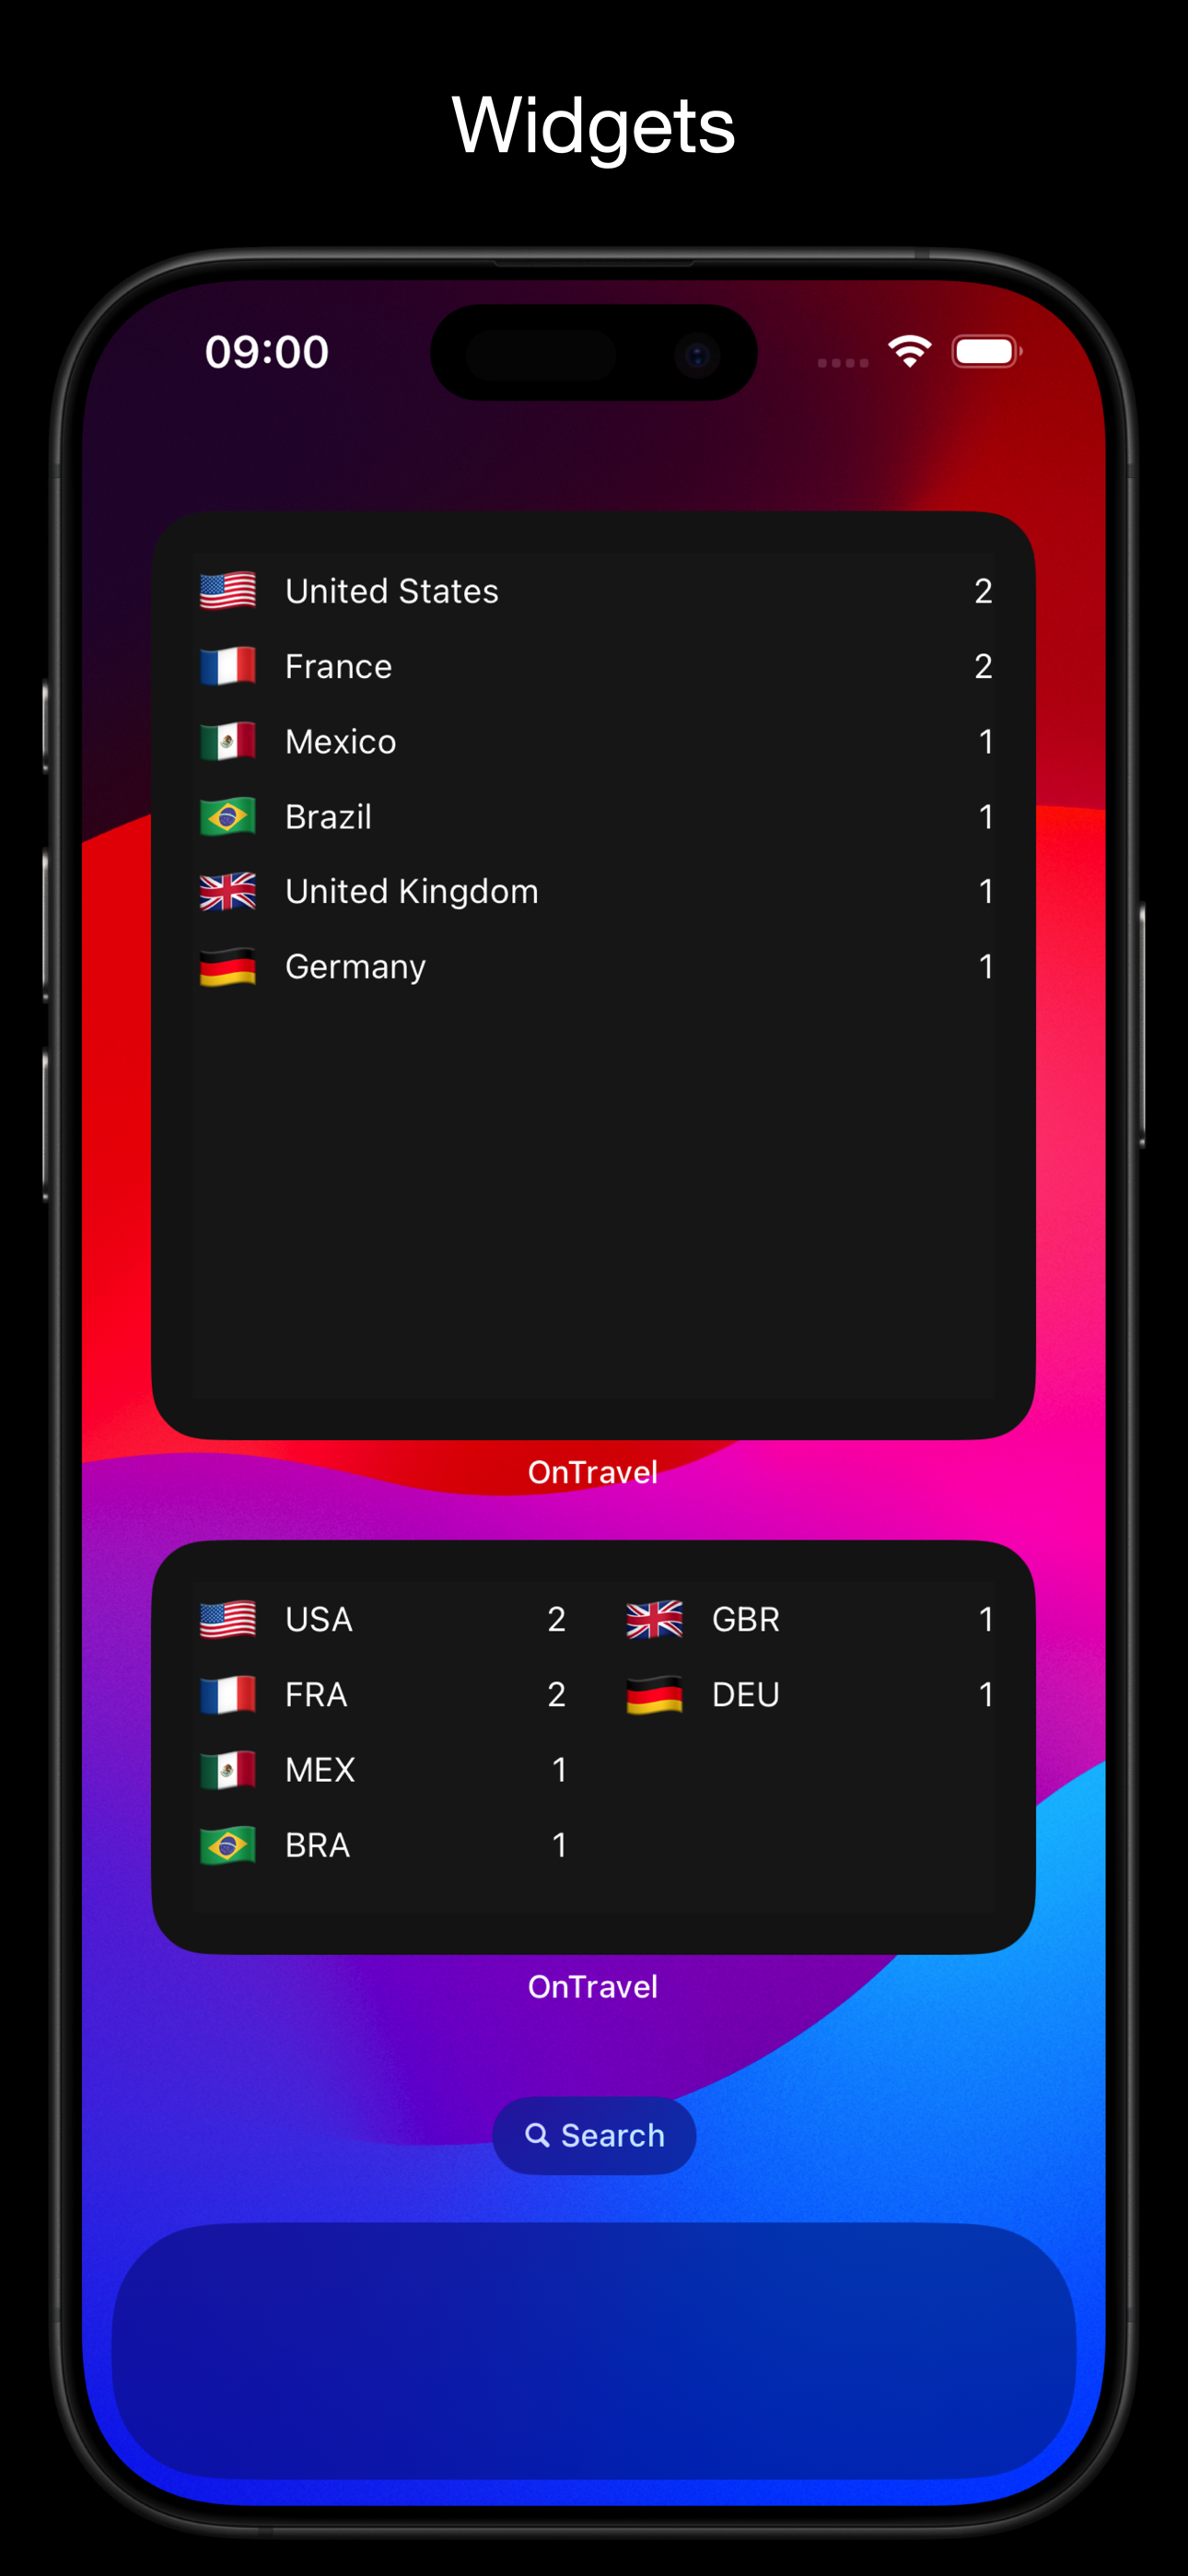 Widgets
09:00
United States 2
France 2
Mexico 1
Brazil 1
United Kingdom 1
Germany 1
OnTravel
USA 2 GBR 1
FRA 2 DEU 1
MEX 1
BRA 1
OnTravel
Search